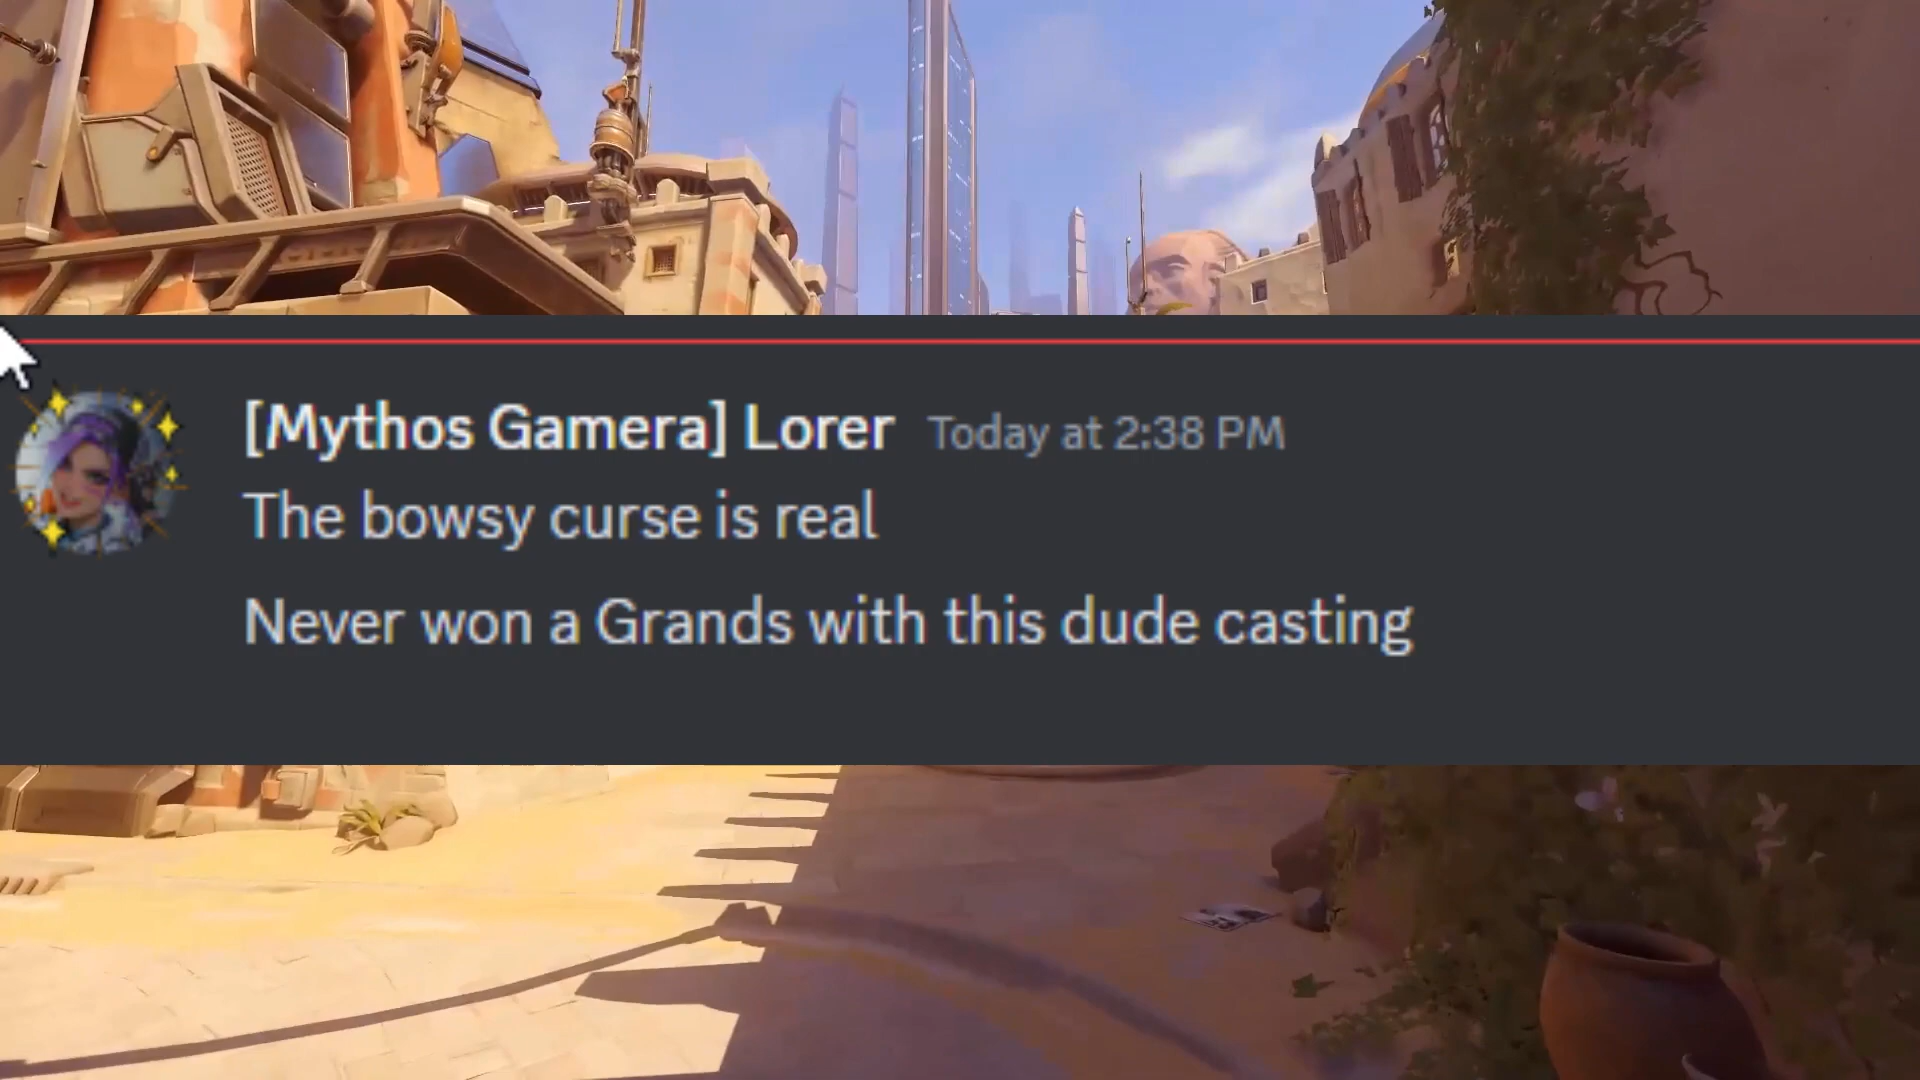 [Mythos Gamera] Lorer Today at 2:38 PM
The bowsy curse is real
Never won a Grands with this dude casting